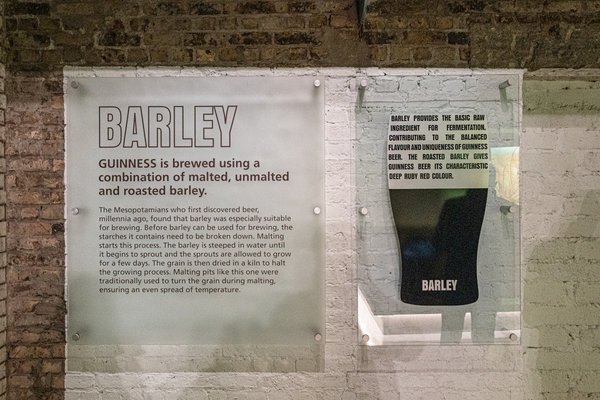 BARLEY
GUINNESS is brewed using a
combination of malted, unmalted
and roasted barley.
The Mesopotamians who first discovered beer,
millennia ago, found that barley was especially suitable
for brewing. Before barley can be used for brewing, the
starches it contains need to be broken down. Malting
starts this process. The barley is steeped in water until
it begins to sprout and the sprouts are allowed to grow
for a few days. The grain is then dried in a kiln to halt
the growing process. Malting pits like this one were
traditionally used to turn the grain during malting,
ensuring an even spread of temperature.
BARLEY PROVIDES THE BASIC RAW
INGREDIENT FOR FERMENTATION,
CONTRIBUTING TO THE BALANCED
FLAVOUR AND UNIQUENESS OF GUINNESS
BEER. THE ROASTED BARLEY GIVES
GUINNESS BEER ITS CHARACTERISTIC
DEEP RUBY RED COLOUR.
BARLEY